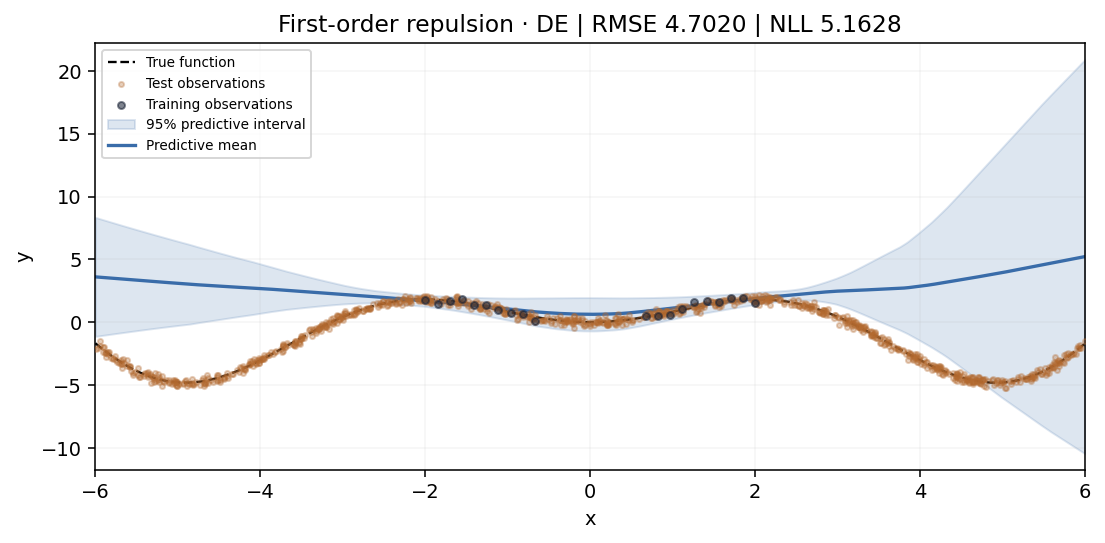 First-order repulsion · DE | RMSE 4.7020 | NLL 5.1628
True function
Test observations
Training observations
95% predictive interval
Predictive mean
20
15
10
5
0
−5
−10
y
−6
−4
−2
0
2
4
6
x